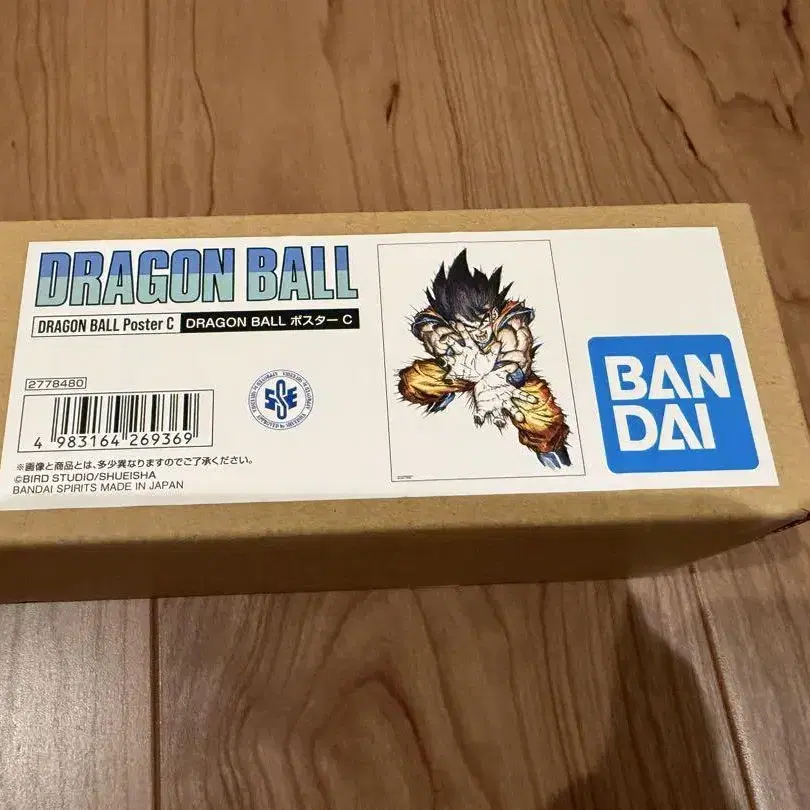 DRAGON BALL
DRAGON BALL Poster C DRAGON BALL ポスター C
2778480
4 983164 269369
※画像と商品とは、多少異なりますのでご了承ください。
©BIRD STUDIO/SHUEISHA
BANDAI SPIRITS MADE IN JAPAN
BAN
DAI